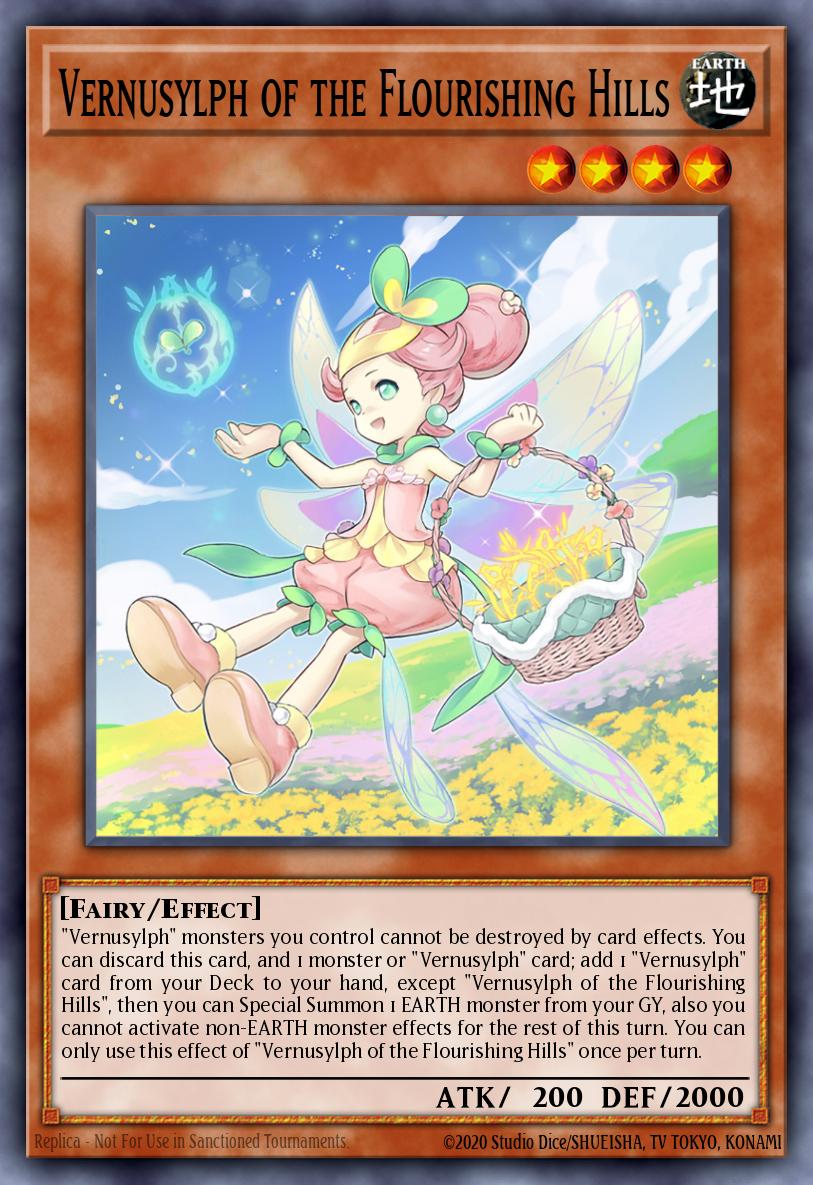 Vernusylph of the Flourishing Hills
EARTH
地
[Fairy/Effect]
"Vernusylph" monsters you control cannot be destroyed by card effects. You
can discard this card, and 1 monster or "Vernusylph" card; add 1 "Vernusylph"
card from your Deck to your hand, except "Vernusylph of the Flourishing
Hills", then you can Special Summon 1 EARTH monster from your GY, also you
cannot activate non-EARTH monster effects for the rest of this turn. You can
only use this effect of "Vernusylph of the Flourishing Hills" once per turn.
ATK/ 200 DEF/2000
Replica - Not For Use in Sanctioned Tournaments.
©2020 Studio Dice/SHUEISHA, TV TOKYO, KONAMI